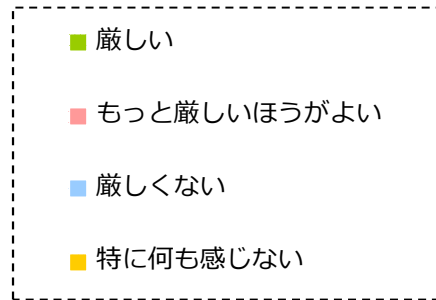 厳しい
もっと厳しいほうがよい
厳しくない
特に何も感じない